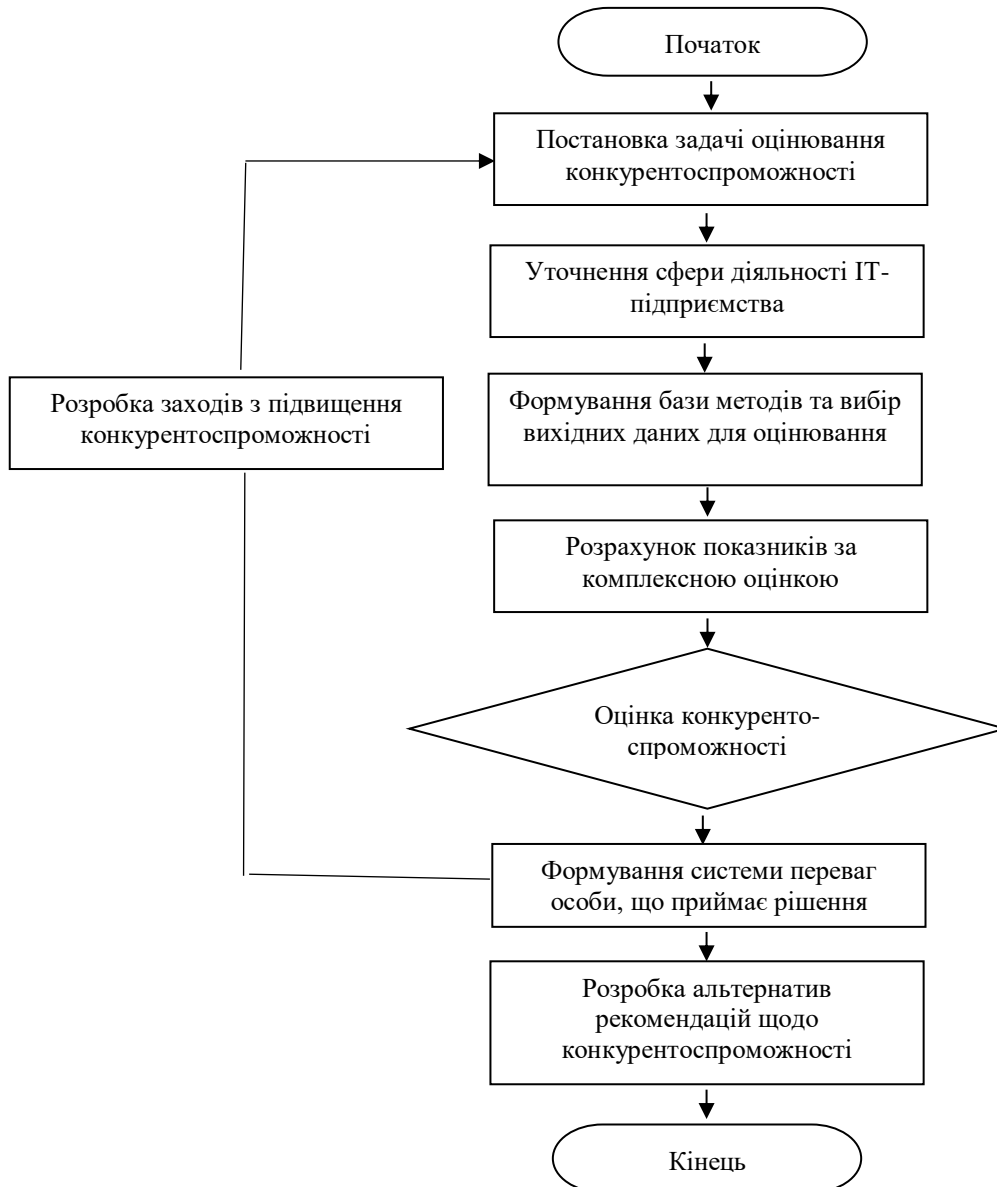 Початок
Постановка задачі оцінювання
конкурентоспроможності
Уточнення сфери діяльності ІТ-
підприємства
Розробка заходів з підвищення
конкурентоспроможності
Формування бази методів та вибір
вихідних даних для оцінювання
Розрахунок показників за
комплексною оцінкою
Оцінка конкуренто-
спроможності
Формування системи переваг
особи, що приймає рішення
Розробка альтернатив
рекомендацій щодо
конкурентоспроможності
Кінець